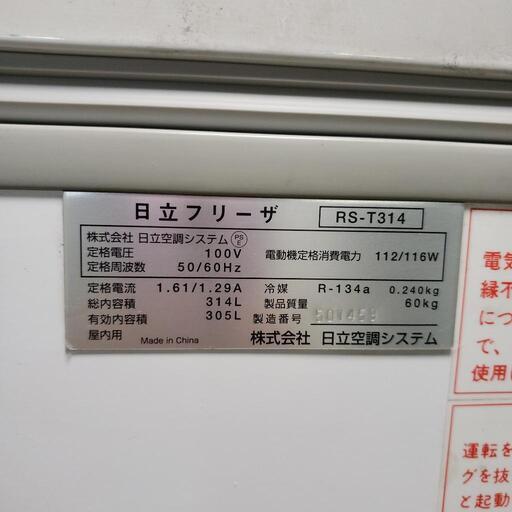 日立フリーザ RS-T314
株式会社 日立空調システム PSE
定格電圧 100V 電動機定格消費電力 112/116W
定格周波数 50/60Hz
定格電流 1.61/1.29A 冷媒 R-134a 0.240kg
総内容積 314L 製品質量 60kg
有効内容積 305L 製造番号
屋内用 Made in China 株式会社 日立空調システム
電気
縁不
につ
で、
使用
運転を
グを抜
と起動